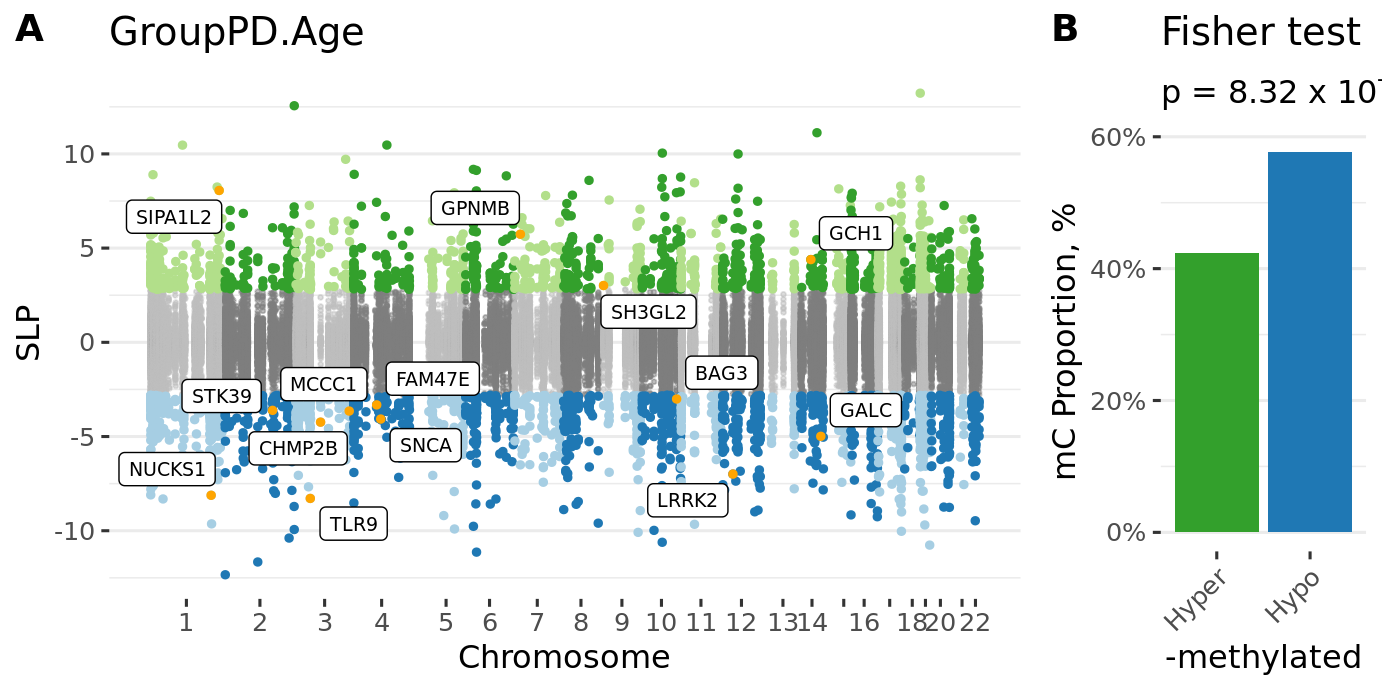 A GroupPD.Age
SLP
10
5
0
-5
-10
SIPA1L2
GPNMB
GCH1
SH3GL2
STK39
MCCC1
FAM47E
BAG3
GALC
CHMP2B
SNCA
NUCKS1
LRRK2
TLR9
1 2 3 4 5 6 7 8 9 10 11 12 13 14 16 18 20 22
Chromosome
B Fisher test
p = 8.32 x 10
mC Proportion, %
60%
40%
20%
0%
Hyper Hypo
-methylated